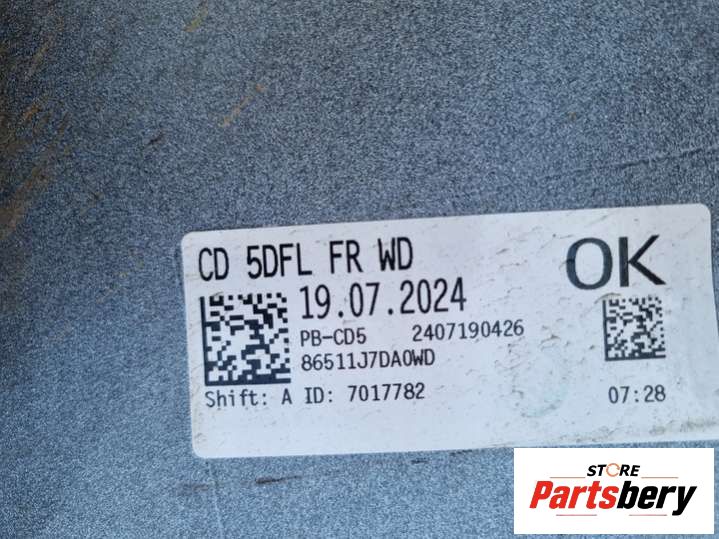 CD 5DFL FR WD
OK
19.07.2024
PB-CD5 2407190426
86511J7DA0WD
Shift: A ID: 7017782
07:28
STORE
Partsbery